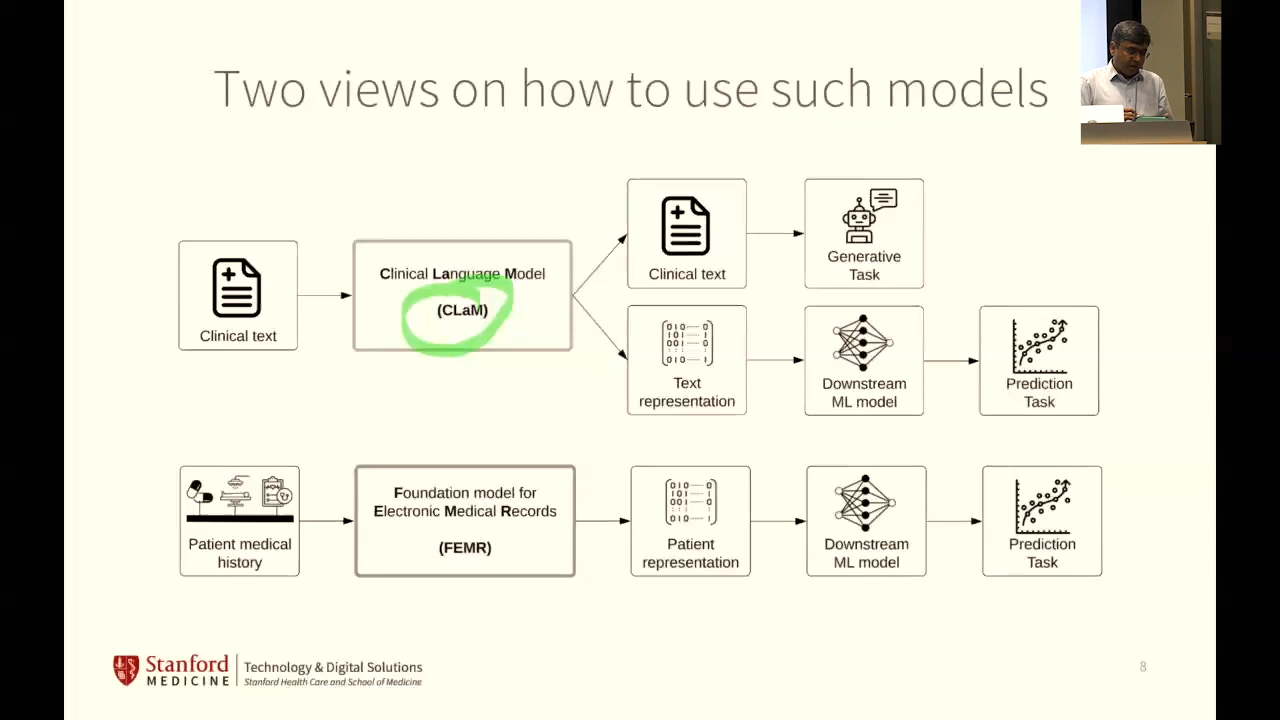 Two views on how to use such models
Clinical text
Clinical Language Model
(CLaM)
Clinical text
Generative
Task
Text
representation
Downstream
ML model
Prediction
Task
Patient medical
history
Foundation model for
Electronic Medical Records
(FEMR)
Patient
representation
Downstream
ML model
Prediction
Task
Stanford
MEDICINE
Technology & Digital Solutions
Stanford Health Care and School of Medicine
8